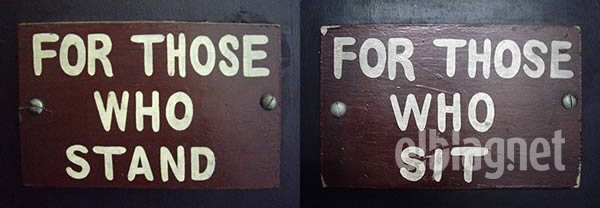 FOR THOSE
WHO
STAND
FOR THOSE
WHO
SIT
elblag.net